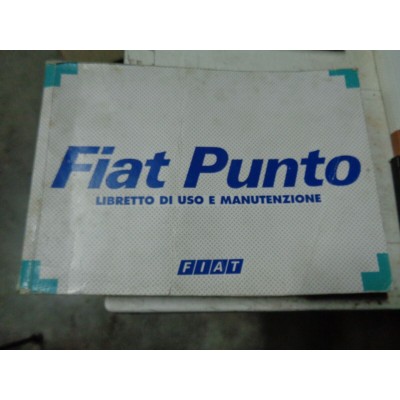 Fiat Punto
LIBRETTO DI USO E MANUTENZIONE
FIAT